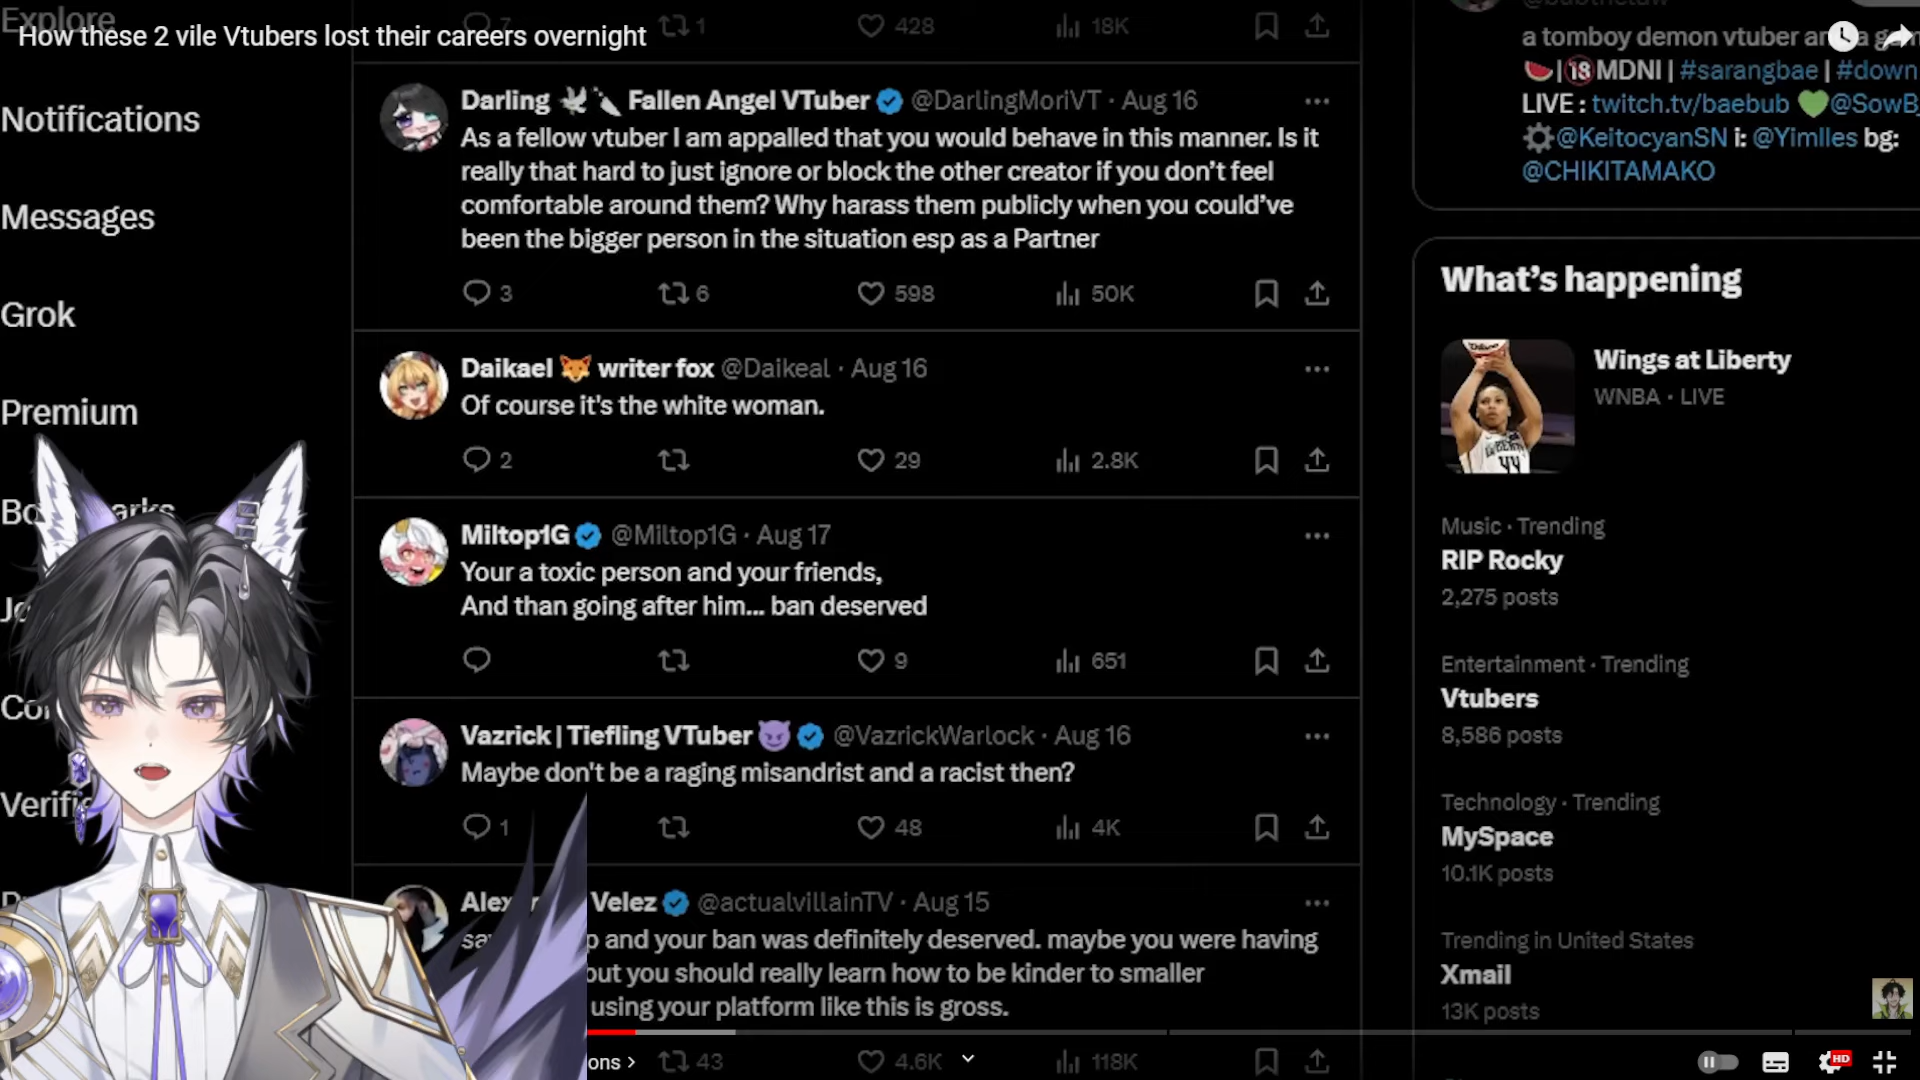 Explore
How these 2 vile Vtubers lost their careers overnight
Notifications
Messages
Grok
Premium
7 1 428 18K
Darling Fallen Angel VTuber @DarlingMoriVT · Aug 16
As a fellow vtuber I am appalled that you would behave in this manner. Is it
really that hard to just ignore or block the other creator if you don't feel
comfortable around them? Why harass them publicly when you could've
been the bigger person in the situation esp as a Partner
3 6 598 50K
Daikael 🦊 writer fox @Daikeal · Aug 16
Of course it's the white woman.
2 29 2.8K
Miltop1G @Miltop1G · Aug 17
Your a toxic person and your friends,
And than going after him... ban deserved
9 651
Vazrick | Tiefling VTuber 😈 @VazrickWarlock · Aug 16
Maybe don't be a raging misandrist and a racist then?
1 48 4K
Velez @actualvillainTV · Aug 15
and your ban was definitely deserved. maybe you were having
but you should really learn how to be kinder to smaller
using your platform like this is gross.
43 4.6K 118K
a tomboy demon vtuber
🍉|🔞MDNI | #sarangbae | #down
LIVE : twitch.tv/baebub 💚@SowB
⚙️@KeitocyanSN i: @Yimlles bg:
@CHIKITAMAKO
What's happening
Wings at Liberty
WNBA · LIVE
Music · Trending
RIP Rocky
2,275 posts
Entertainment · Trending
Vtubers
8,586 posts
Technology · Trending
MySpace
10.1K posts
Trending in United States
Xmail
13K posts
HD